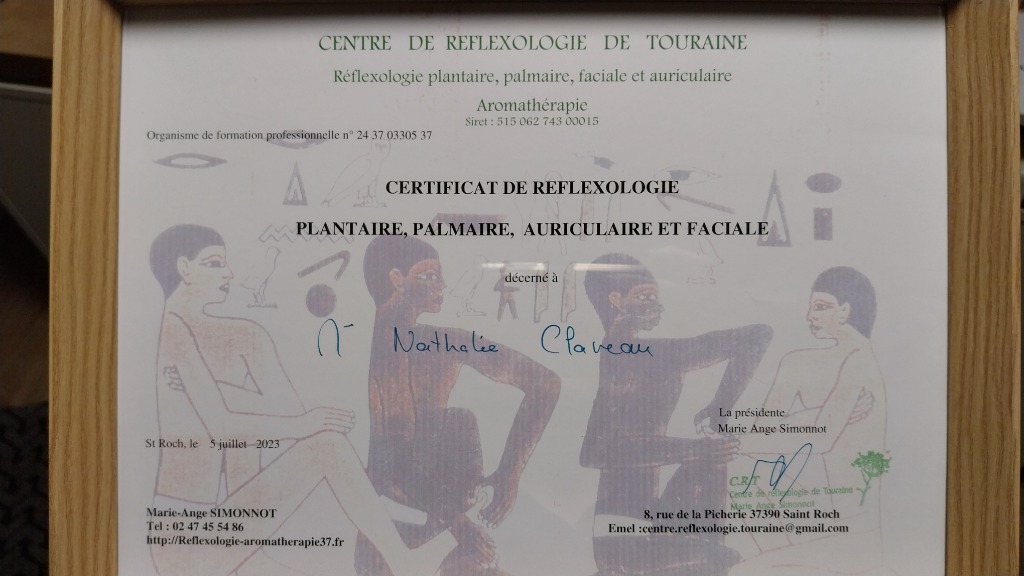 CENTRE DE REFLEXOLOGIE DE TOURAINE
Réflexologie plantaire, palmaire, faciale et auriculaire
Aromathérapie
Siret : 515 062 743 00015
Organisme de formation professionnelle n° 24 37 03305 37
CERTIFICAT DE REFLEXOLOGIE
PLANTAIRE, PALMAIRE, AURICULAIRE ET FACIALE
décerné à
Nathalie Claveau
La présidente
Marie Ange Simonnot
St Roch, le 5 juillet 2023
C.R.T
Centre de réflexologie de Touraine
Marie Ange Simonnot
Marie-Ange SIMONNOT
Tel : 02 47 45 54 86
http://Reflexologie-aromatherapie37.fr
8, rue de la Picherie 37390 Saint Roch
Emel :centre.reflexologie.touraine@gmail.com